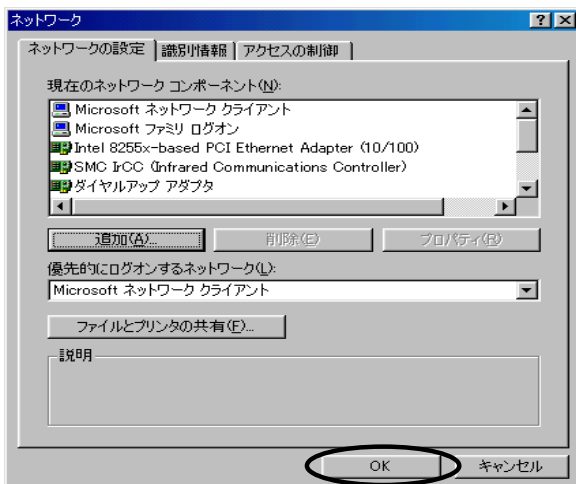 ネットワーク
ネットワークの設定 識別情報 アクセスの制御
現在のネットワーク コンポーネント(N):
Microsoft ネットワーク クライアント
Microsoft ファミリ ログオン
Intel 8255x-based PCI Ethernet Adapter (10/100)
SMC IrCC (Infrared Communications Controller)
ダイヤルアップ アダプタ
追加(A)... 削除(E) プロパティ(R)
優先的にログオンするネットワーク(L):
Microsoft ネットワーク クライアント
ファイルとプリンタの共有(F)...
説明
OK キャンセル